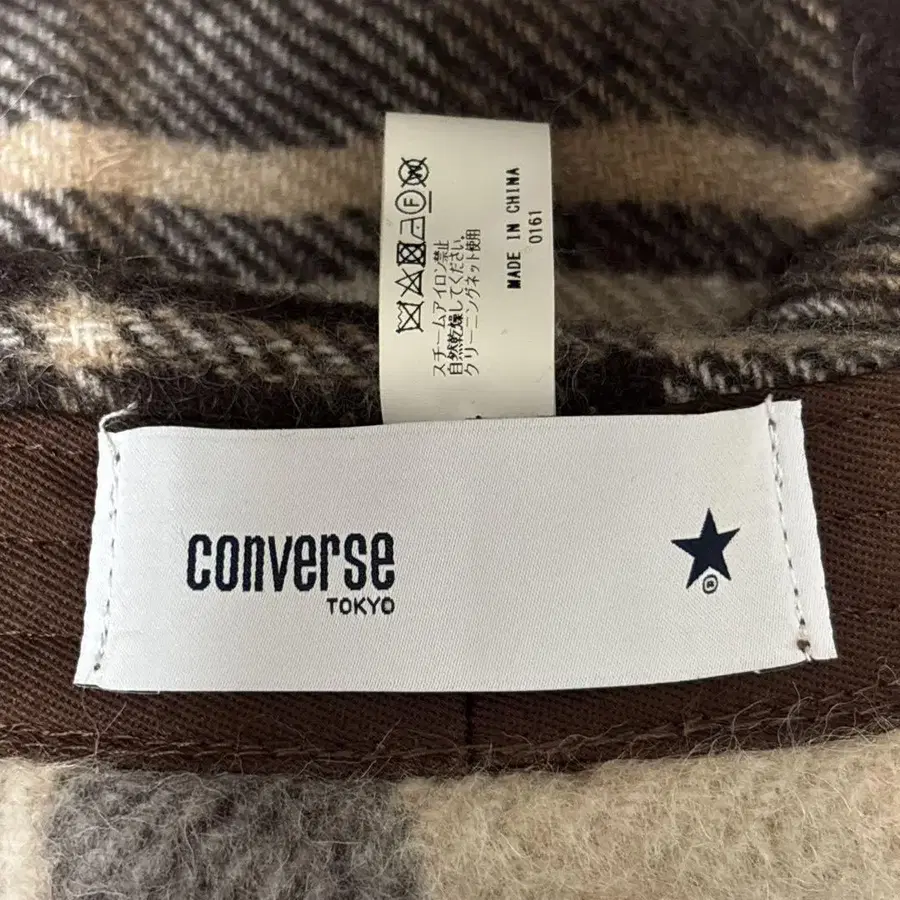 スチームアイロン禁止
自然乾燥してください。
クリーニングネット使用
MADE IN CHINA
0161
converse
TOKYO
®